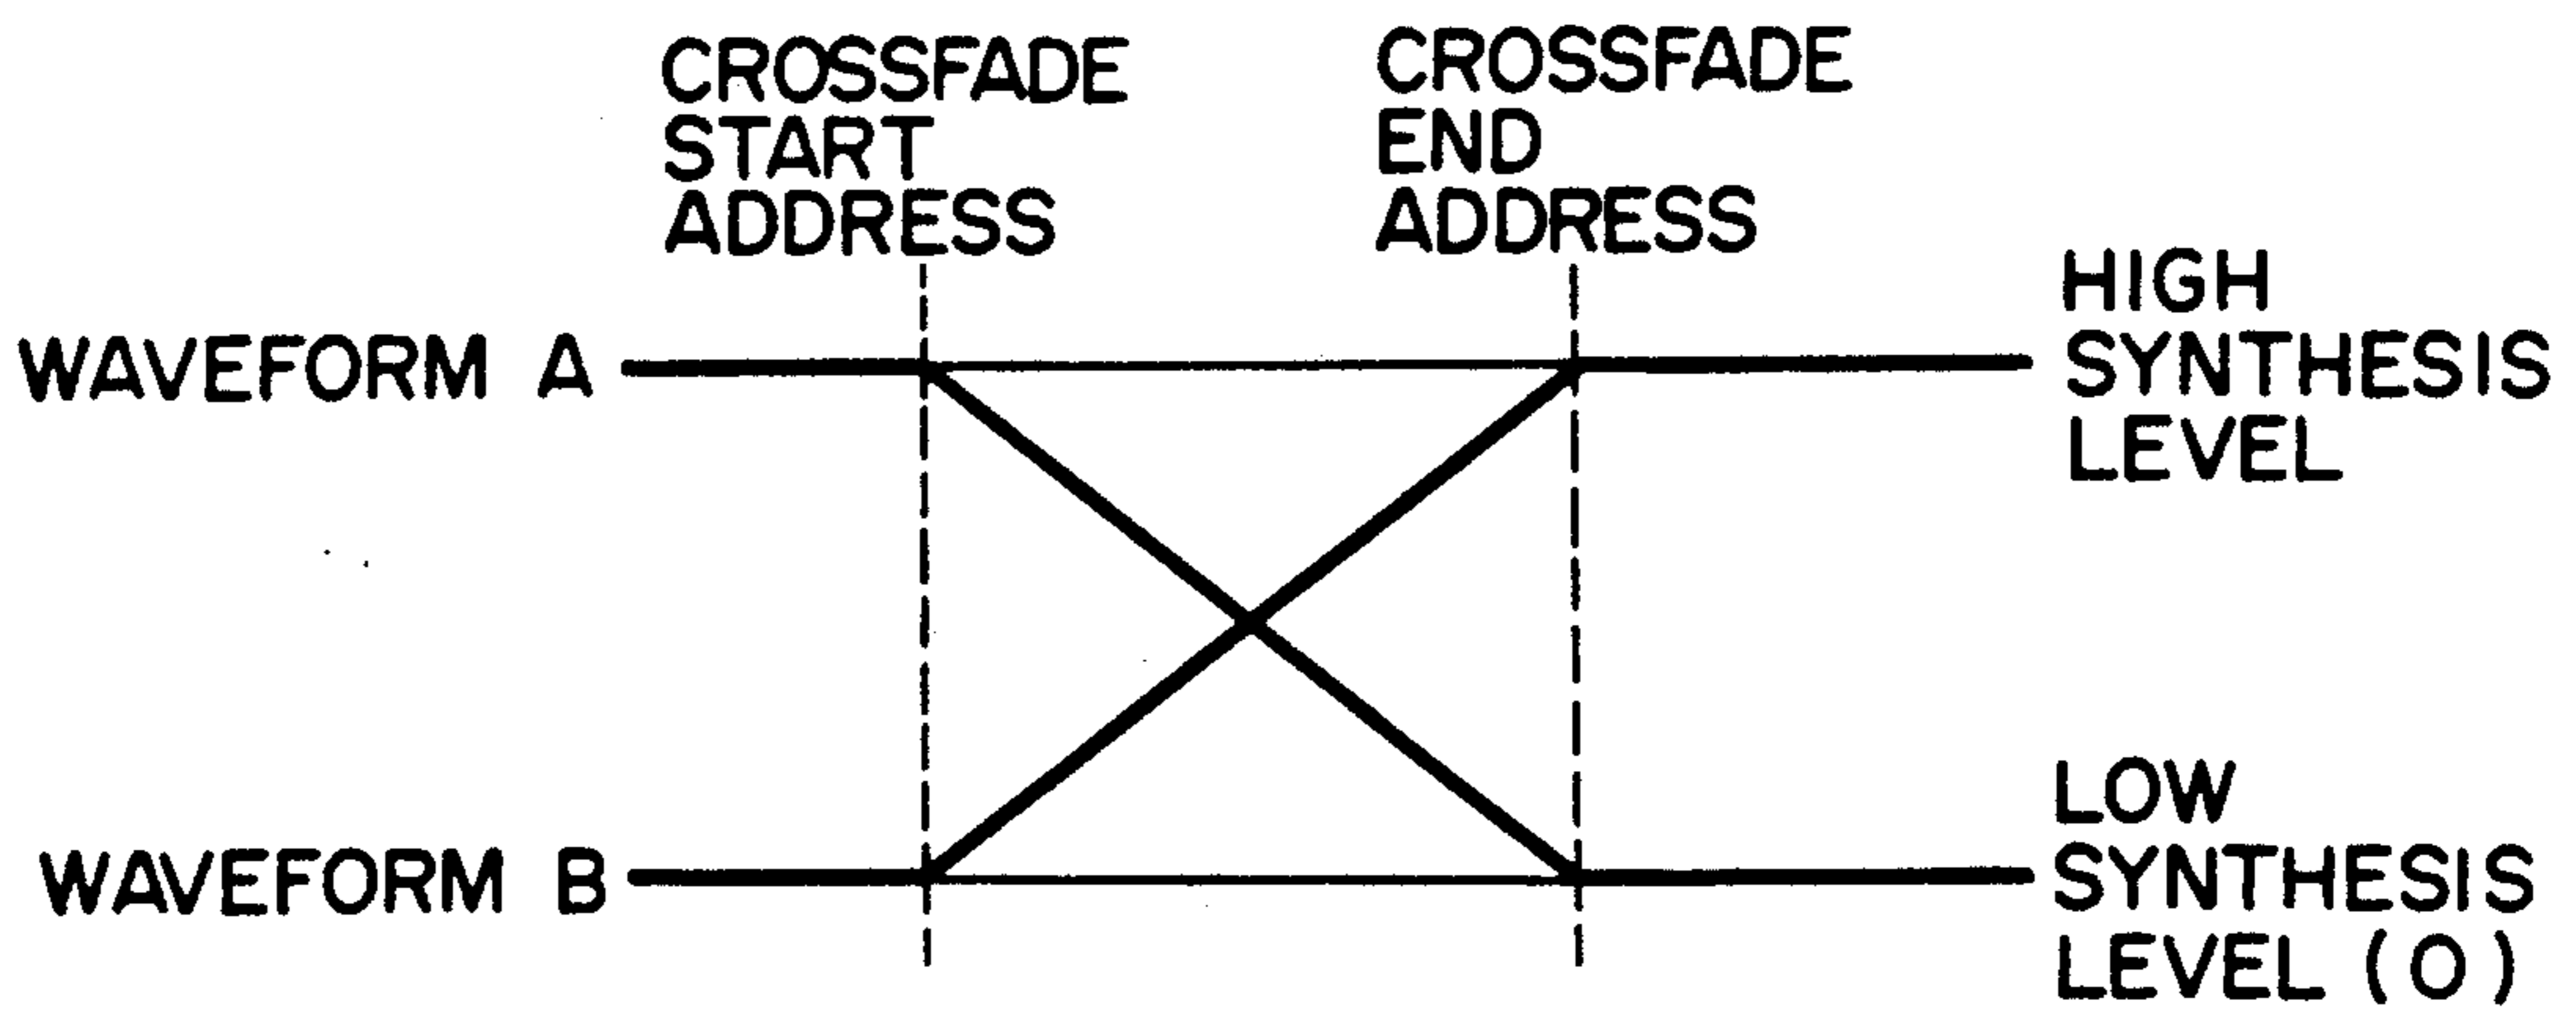 CROSSFADE
START
ADDRESS
CROSSFADE
END
ADDRESS
WAVEFORM A
HIGH
SYNTHESIS
LEVEL
WAVEFORM B
LOW
SYNTHESIS
LEVEL (0)